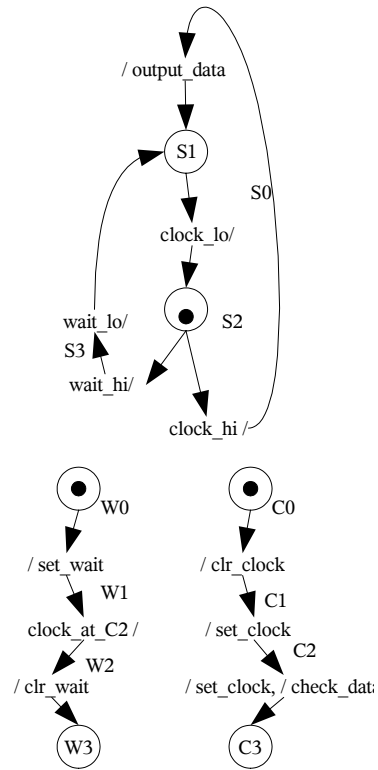 / output_data
S1
S0
clock_lo/
S2
wait_lo/
S3
wait_hi/
clock_hi /
W0
/ set_wait
W1
clock_at_C2 /
W2
/ clr_wait
W3
C0
/ clr_clock
C1
/ set_clock
C2
/ set_clock, / check_data
C3